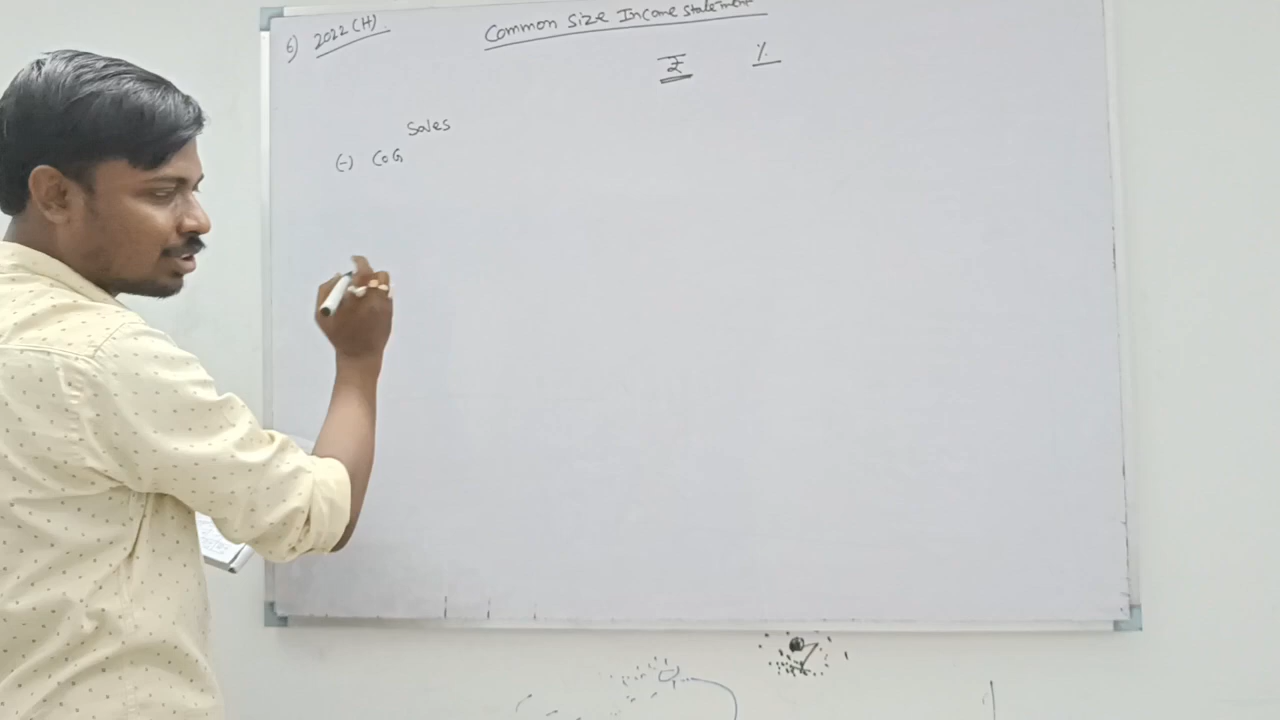 6) 2022 (H) Common Size Income statement
₹ %
Sales
(-) COG